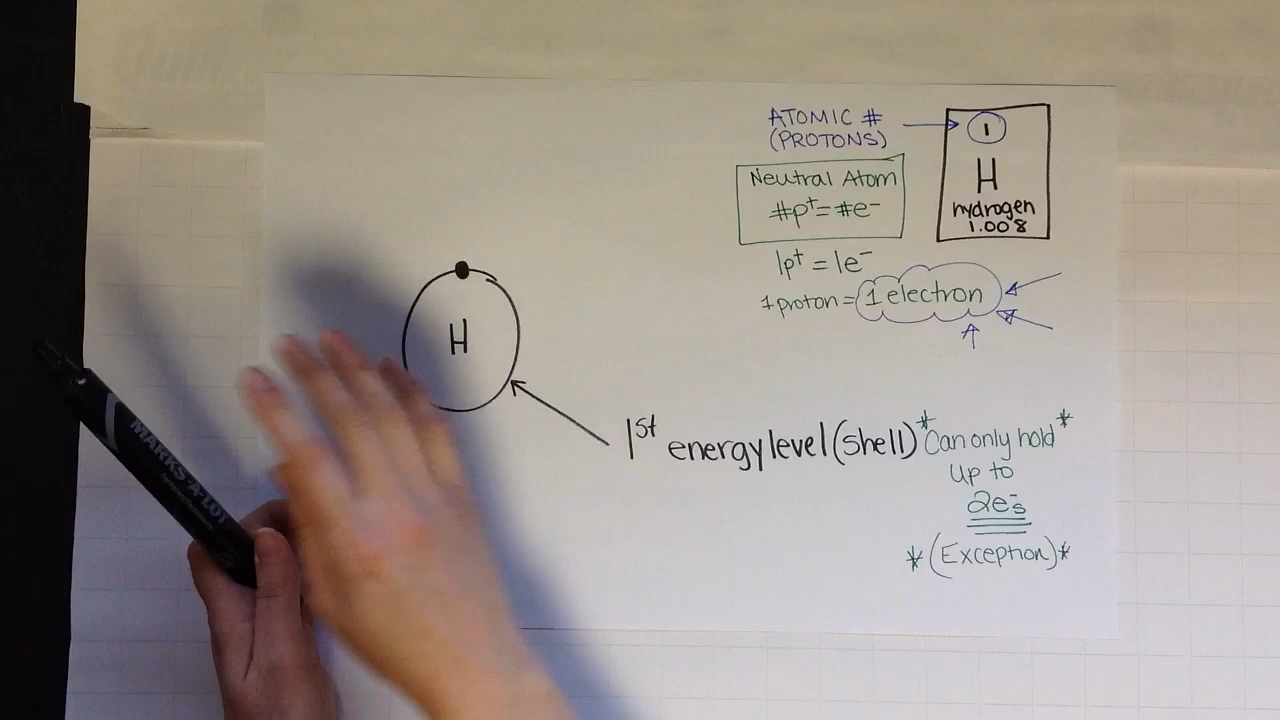 ATOMIC #
(PROTONS)
1
H
hydrogen
1.008
Neutral Atom
#p⁺=#e⁻
1p⁺=1e⁻
1 proton=1 electron
H
1st energy level (shell)
*Can only hold*
up to
2e⁻s
*(Exception)*
MARKS-A-LOT